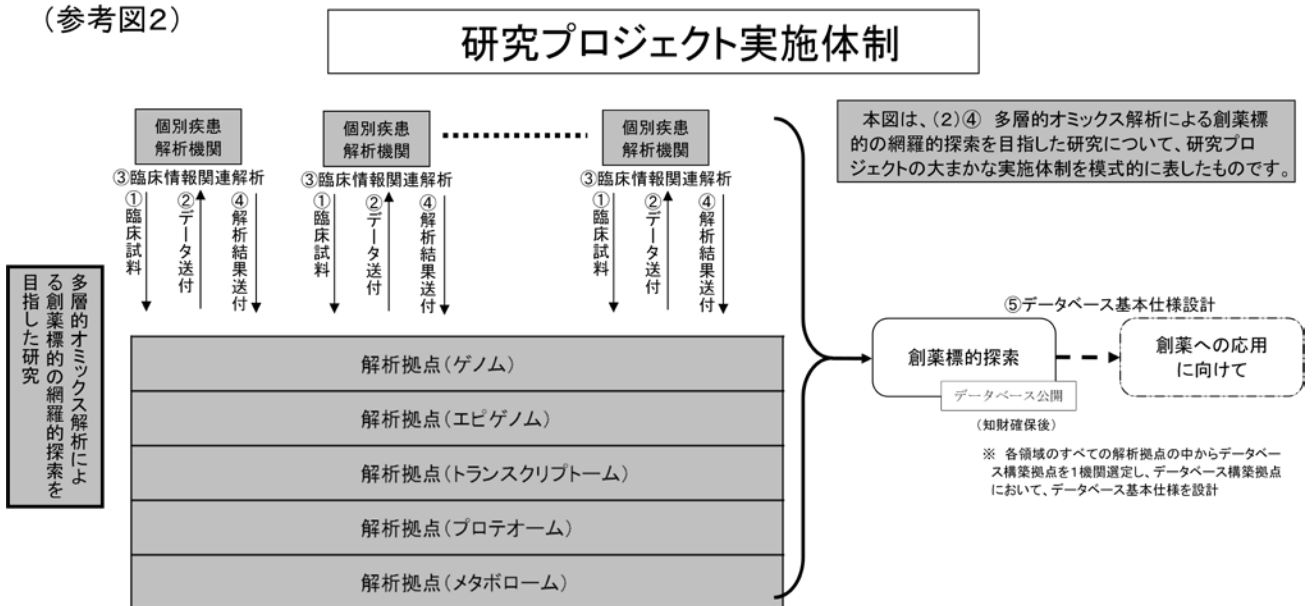 (参考図2)
研究プロジェクト実施体制
個別疾患
解析機関
個別疾患
解析機関
個別疾患
解析機関
本図は、(2)④ 多層的オミックス解析による創薬標
的の網羅的探索を目指した研究について、研究プロ
ジェクトの大まかな実施体制を模式的に表したものです。
③臨床情報関連解析
③臨床情報関連解析
③臨床情報関連解析
①臨床試料
②データ送付
④解析結果送付
①臨床試料
②データ送付
④解析結果送付
①臨床試料
②データ送付
④解析結果送付
多層的オミックス解析によ
る創薬標的の網羅的探索を
目指した研究
解析拠点(ゲノム)
解析拠点(エピゲノム)
解析拠点(トランスクリプトーム)
解析拠点(プロテオーム)
解析拠点(メタボローム)
⑤データベース基本仕様設計
創薬標的探索
創薬への応用
に向けて
データベース公開
(知財確保後)
※ 各領域のすべての解析拠点の中からデータベー
ス構築拠点を1機関選定し、データベース構築拠点
において、データベース基本仕様を設計